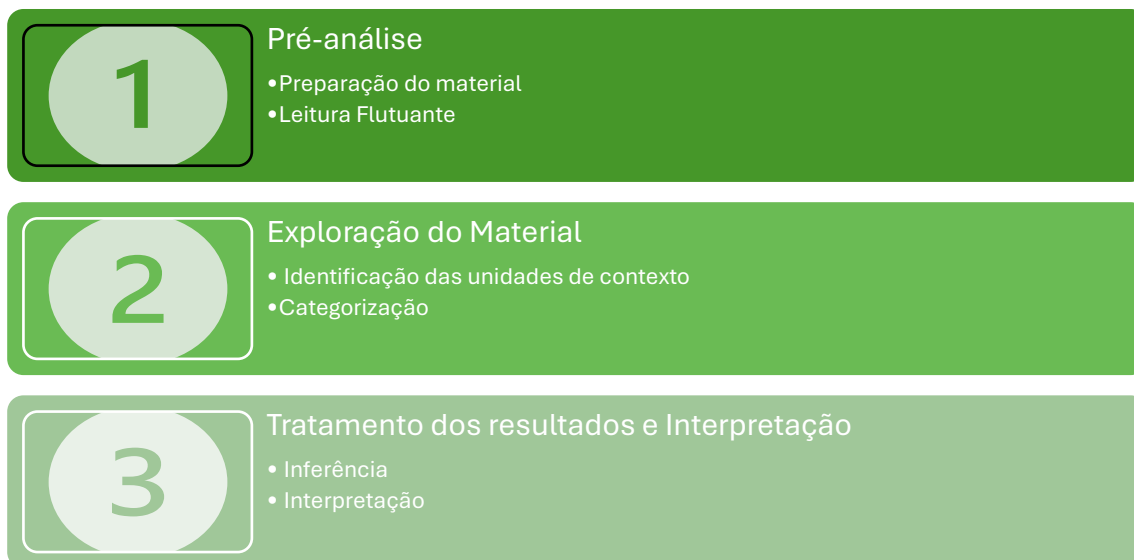 1
Pré-análise
•Preparação do material
•Leitura Flutuante
2
Exploração do Material
• Identificação das unidades de contexto
•Categorização
3
Tratamento dos resultados e Interpretação
• Inferência
• Interpretação